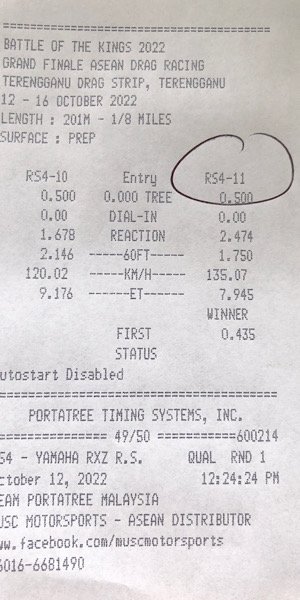 ================================
BATTLE OF THE KINGS 2022
GRAND FINALE ASEAN DRAG RACING
TERENGGANU DRAG STRIP, TERENGGANU
12 - 16 OCTOBER 2022
LENGTH : 201M - 1/8 MILES
SURFACE : PREP
RS4-10 Entry RS4-11
0.500 0.000 TREE 0.500
0.00 DIAL-IN 0.00
1.678 REACTION 2.474
2.146 -----60FT----- 1.750
120.02 -----KM/H----- 135.07
9.176 ------ET------ 7.945
WINNER
FIRST 0.435
STATUS
utostart Disabled
================================
PORTATREE TIMING SYSTEMS, INC.
============== 49/50 ===========600214
S4 - YAMAHA RXZ R.S. QUAL RND 1
ctober 12, 2022 12:24:24 PM
EAM PORTATREE MALAYSIA
USC MOTORSPORTS - ASEAN DISTRIBUTOR
ww.facebook.com/muscmotorsports
6016-6681490